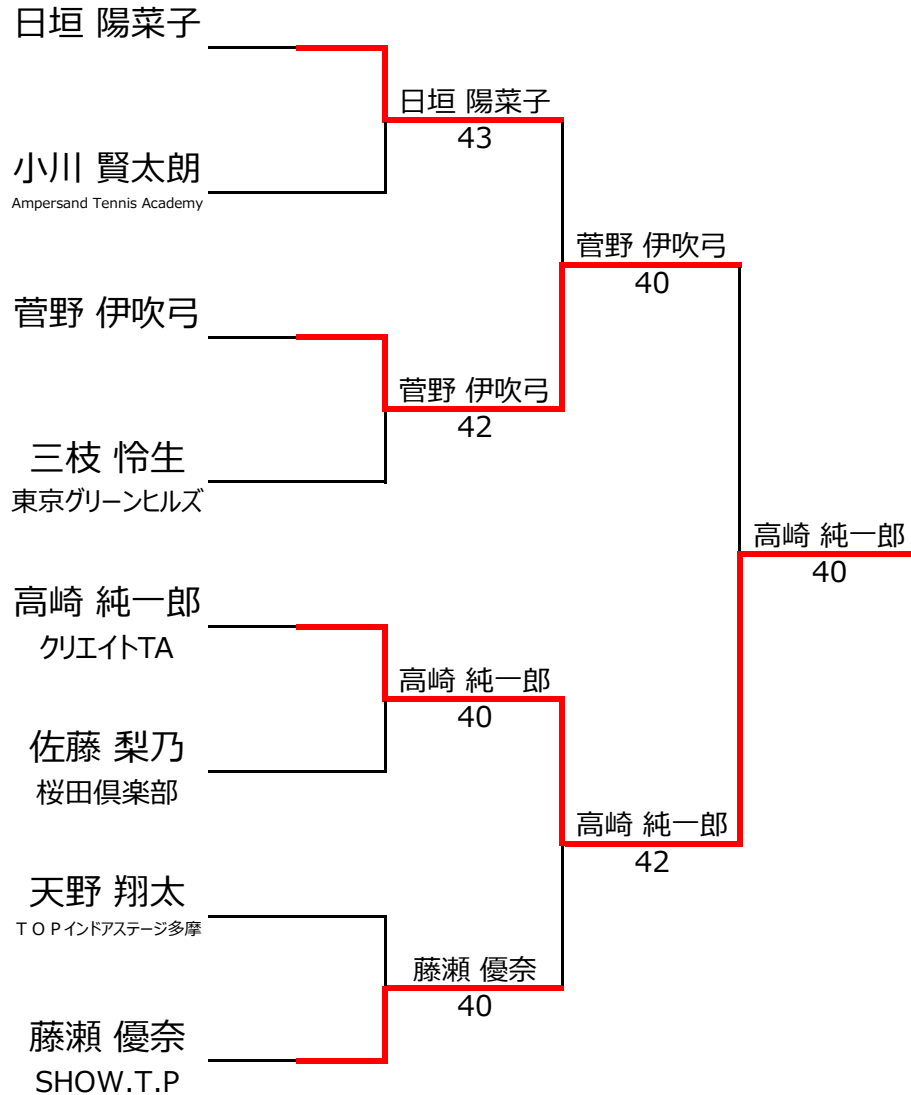 日垣 陽菜子
日垣 陽菜子
43
小川 賢太朗
Ampersand Tennis Academy
菅野 伊吹弓
40
菅野 伊吹弓
菅野 伊吹弓
42
三枝 怜生
東京グリーンヒルズ
高崎 純一郎
40
高崎 純一郎
クリエイトTA
高崎 純一郎
40
佐藤 梨乃
桜田倶楽部
高崎 純一郎
42
天野 翔太
ＴＯＰインドアステージ多摩
藤瀬 優奈
40
藤瀬 優奈
SHOW.T.P